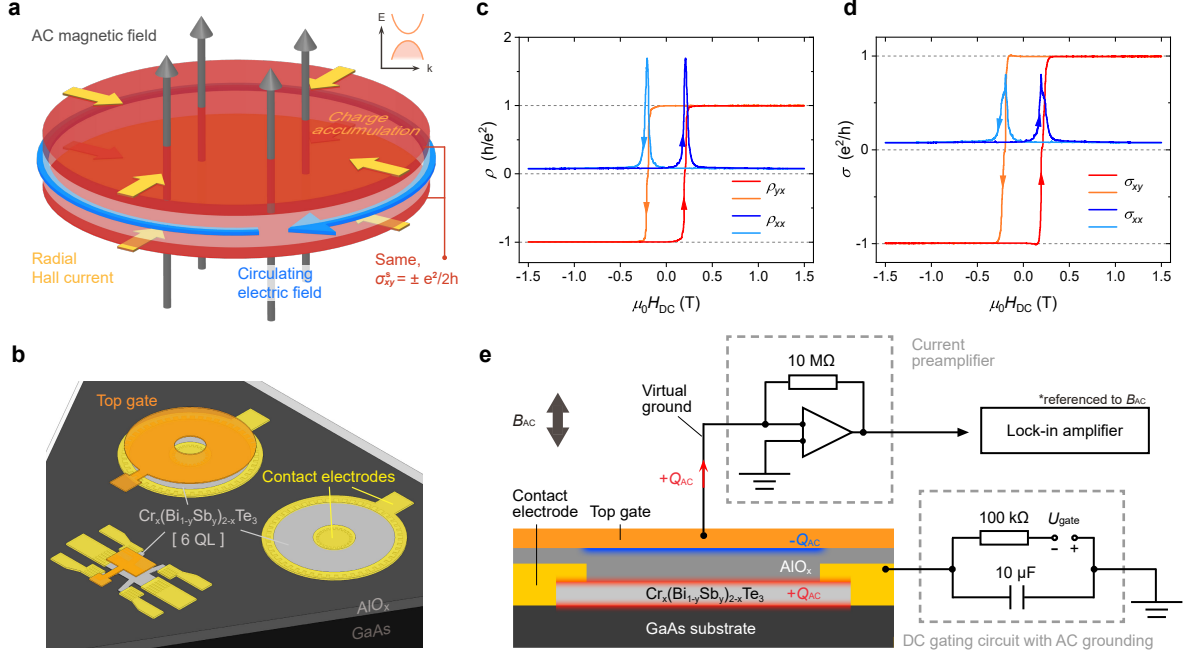 a
AC magnetic field
E
k
Charge
accumulation
Radial
Hall current
Circulating
electric field
Same,
σˢxy = ± e²/2h
b
Top gate
Contact electrodes
Crx(Bi1-ySby)2-xTe3
[ 6 QL ]
AlOx
GaAs
c
ρ (h/e²)
2
1
0
-1
-1.5 -1.0 -0.5 0.0 0.5 1.0 1.5
μ0HDC (T)
ρyx
ρxx
d
σ (e²/h)
1
0
-1
-1.5 -1.0 -0.5 0.0 0.5 1.0 1.5
μ0HDC (T)
σxy
σxx
e
BAC
Virtual
ground
10 MΩ
Current
preamplifier
*referenced to BAC
Lock-in amplifier
+QAC
Contact
electrode
Top gate
-QAC
AlOx
Crx(Bi1-ySby)2-xTe3
+QAC
GaAs substrate
100 kΩ
Ugate
- +
10 μF
DC gating circuit with AC grounding